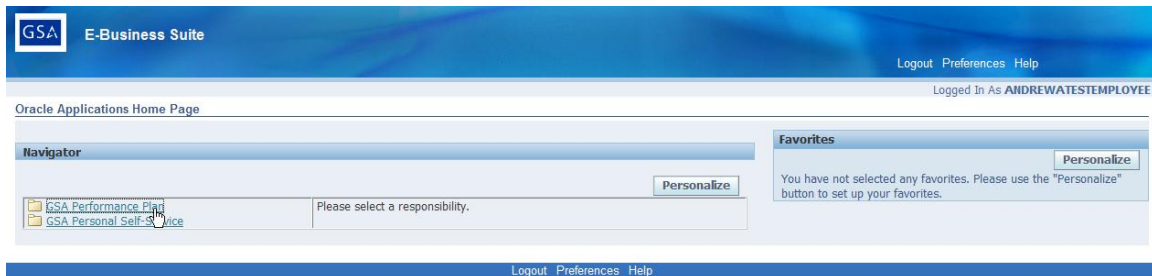 GSA E-Business Suite
Logout Preferences Help
Logged In As ANDREWATESTEMPLOYEE
Oracle Applications Home Page
Navigator
Personalize
GSA Performance Plan
GSA Personal Self-Service
Please select a responsibility.
Favorites
Personalize
You have not selected any favorites. Please use the "Personalize"
button to set up your favorites.
Logout Preferences Help